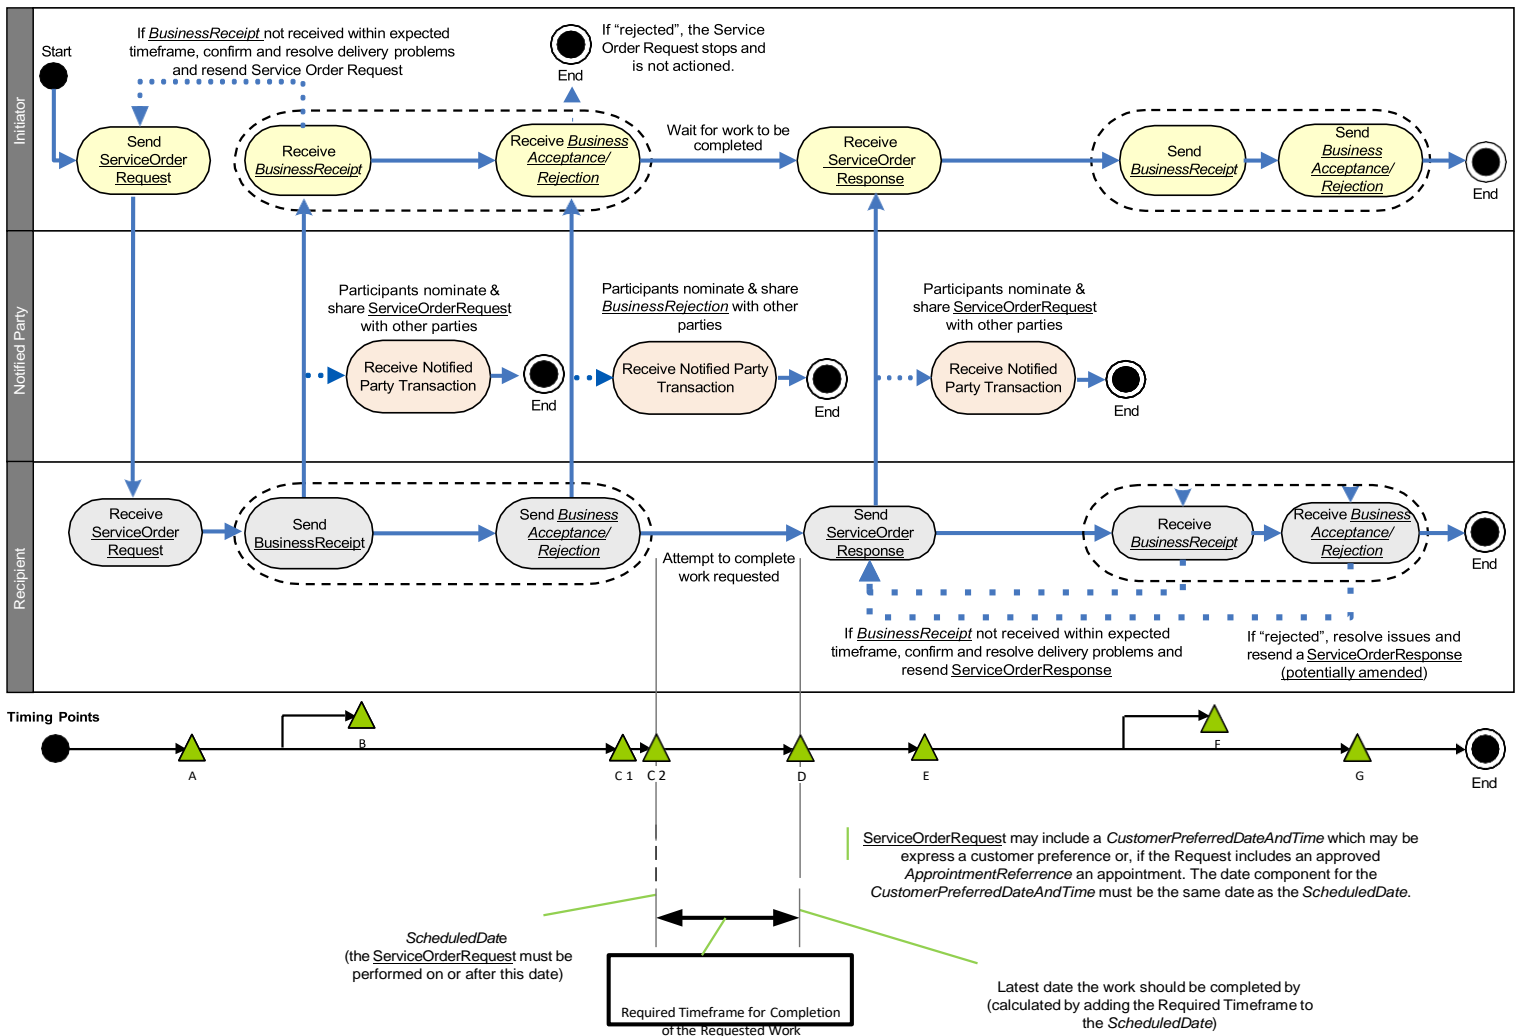 Initiator
Start
If BusinessReceipt not received within expected
timeframe, confirm and resolve delivery problems
and resend Service Order Request
End
If “rejected”, the Service
Order Request stops and
is not actioned.
Send
ServiceOrder
Request
Receive
BusinessReceipt
Receive Business
Acceptance/
Rejection
Wait for work to be
completed
Receive
ServiceOrder
Response
Send
BusinessReceipt
Send
Business
Acceptance/
Rejection
End
Notified Party
Participants nominate &
share ServiceOrderRequest
with other parties
Receive Notified
Party Transaction
End
Participants nominate & share
BusinessRejection with other
parties
Receive Notified Party
Transaction
End
Participants nominate &
share ServiceOrderRequest
with other parties
Receive Notified
Party Transaction
End
Recipient
Receive
ServiceOrder
Request
Send
BusinessReceipt
Send Business
Acceptance/
Rejection
Attempt to complete
work requested
Send
ServiceOrder
Response
Receive
BusinessReceipt
Receive Business
Acceptance/
Rejection
End
If BusinessReceipt not received within expected
timeframe, confirm and resolve delivery problems and
resend ServiceOrderResponse
If “rejected”, resolve issues and
resend a ServiceOrderResponse
(potentially amended)
Timing Points
A
B
C 1
C 2
D
E
F
G
End
ServiceOrderRequest may include a CustomerPreferredDateAndTime which may be
express a customer preference or, if the Request includes an approved
AppropintmentReferrence an appointment. The date component for the
CustomerPreferredDateAndTime must be the same date as the ScheduledDate.
ScheduledDate
(the ServiceOrderRequest must be
performed on or after this date)
Required Timeframe for Completion
of the Requested Work
Latest date the work should be completed by
(calculated by adding the Required Timeframe to
the ScheduledDate)